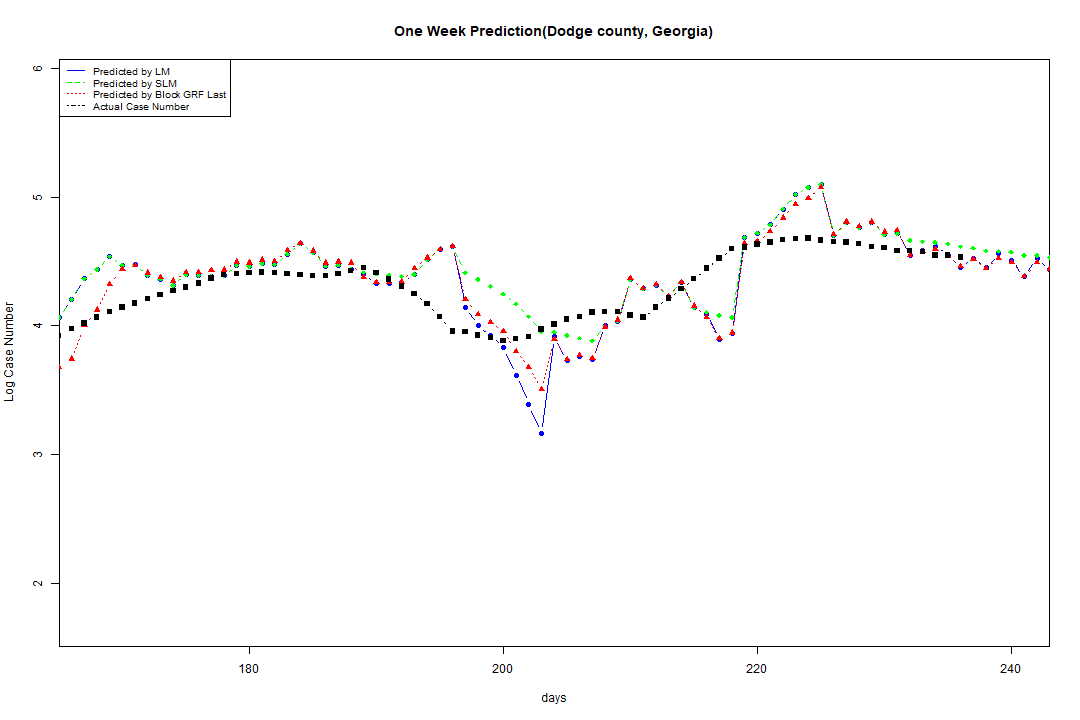 One Week Prediction(Dodge county, Georgia)
Predicted by LM
Predicted by SLM
Predicted by Block GRF Last
Actual Case Number
6
5
4
3
2
Log Case Number
180
200
220
240
days